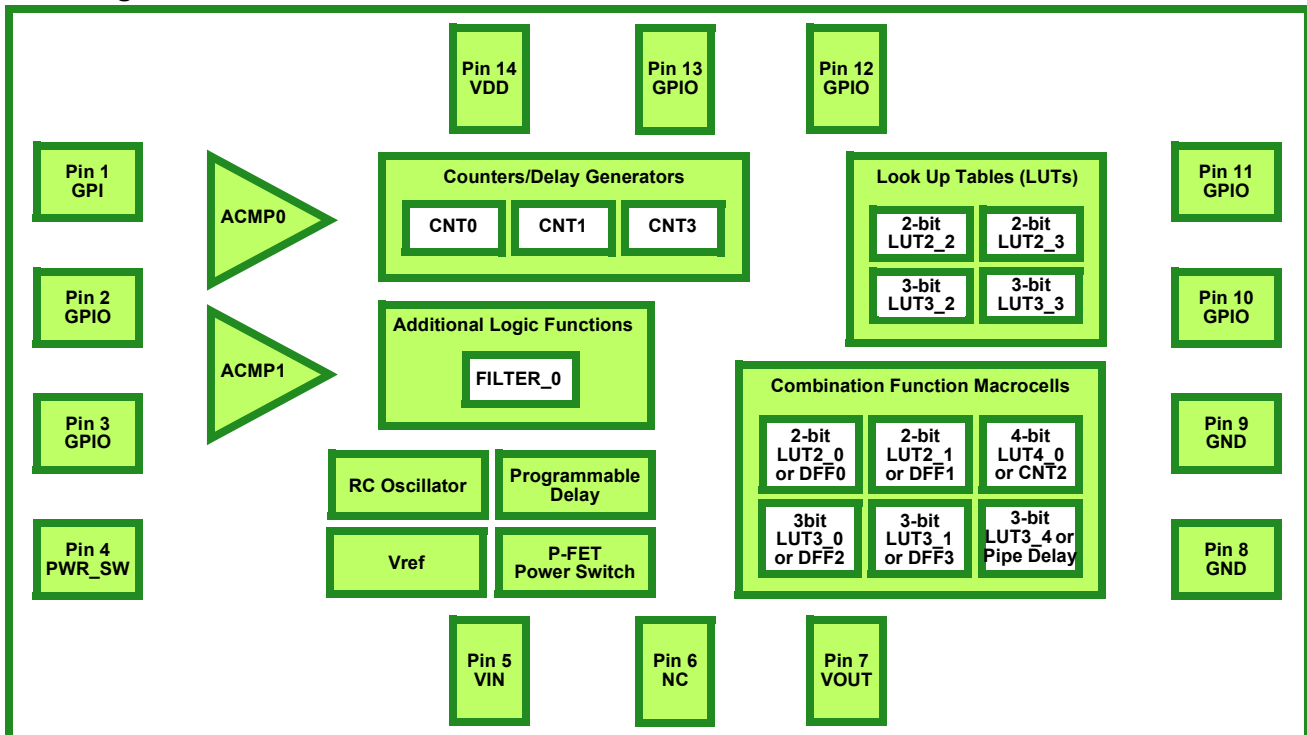 Pin 14
VDD
Pin 13
GPIO
Pin 12
GPIO
Pin 1
GPI
Pin 2
GPIO
Pin 3
GPIO
Pin 4
PWR_SW
ACMP0
ACMP1
Counters/Delay Generators
CNT0
CNT1
CNT3
Additional Logic Functions
FILTER_0
RC Oscillator
Programmable
Delay
Vref
P-FET
Power Switch
Look Up Tables (LUTs)
2-bit
LUT2_2
2-bit
LUT2_3
3-bit
LUT3_2
3-bit
LUT3_3
Combination Function Macrocells
2-bit
LUT2_0
or DFF0
2-bit
LUT2_1
or DFF1
4-bit
LUT4_0
or CNT2
3bit
LUT3_0
or DFF2
3-bit
LUT3_1
or DFF3
3-bit
LUT3_4 or
Pipe Delay
Pin 11
GPIO
Pin 10
GPIO
Pin 9
GND
Pin 8
GND
Pin 5
VIN
Pin 6
NC
Pin 7
VOUT